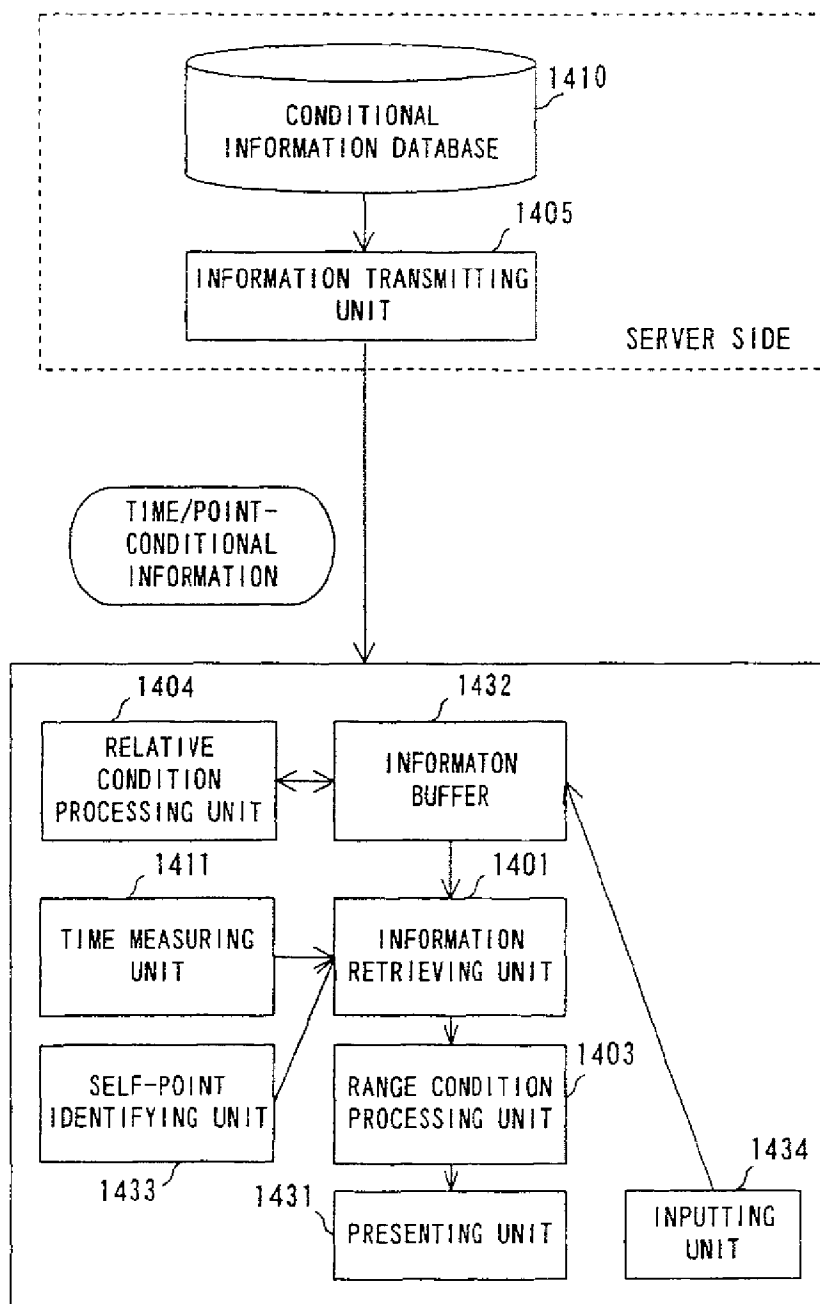 1410
CONDITIONAL
INFORMATION DATABASE
1405
INFORMATION TRANSMITTING
UNIT
SERVER SIDE
TIME/POINT-
CONDITIONAL
INFORMATION
1404
RELATIVE
CONDITION
PROCESSING UNIT
1432
INFORMATON
BUFFER
1411
TIME MEASURING
UNIT
1401
INFORMATION
RETRIEVING UNIT
SELF-POINT
IDENTIFYING UNIT
1433
1403
RANGE CONDITION
PROCESSING UNIT
1431
PRESENTING UNIT
1434
INPUTTING
UNIT